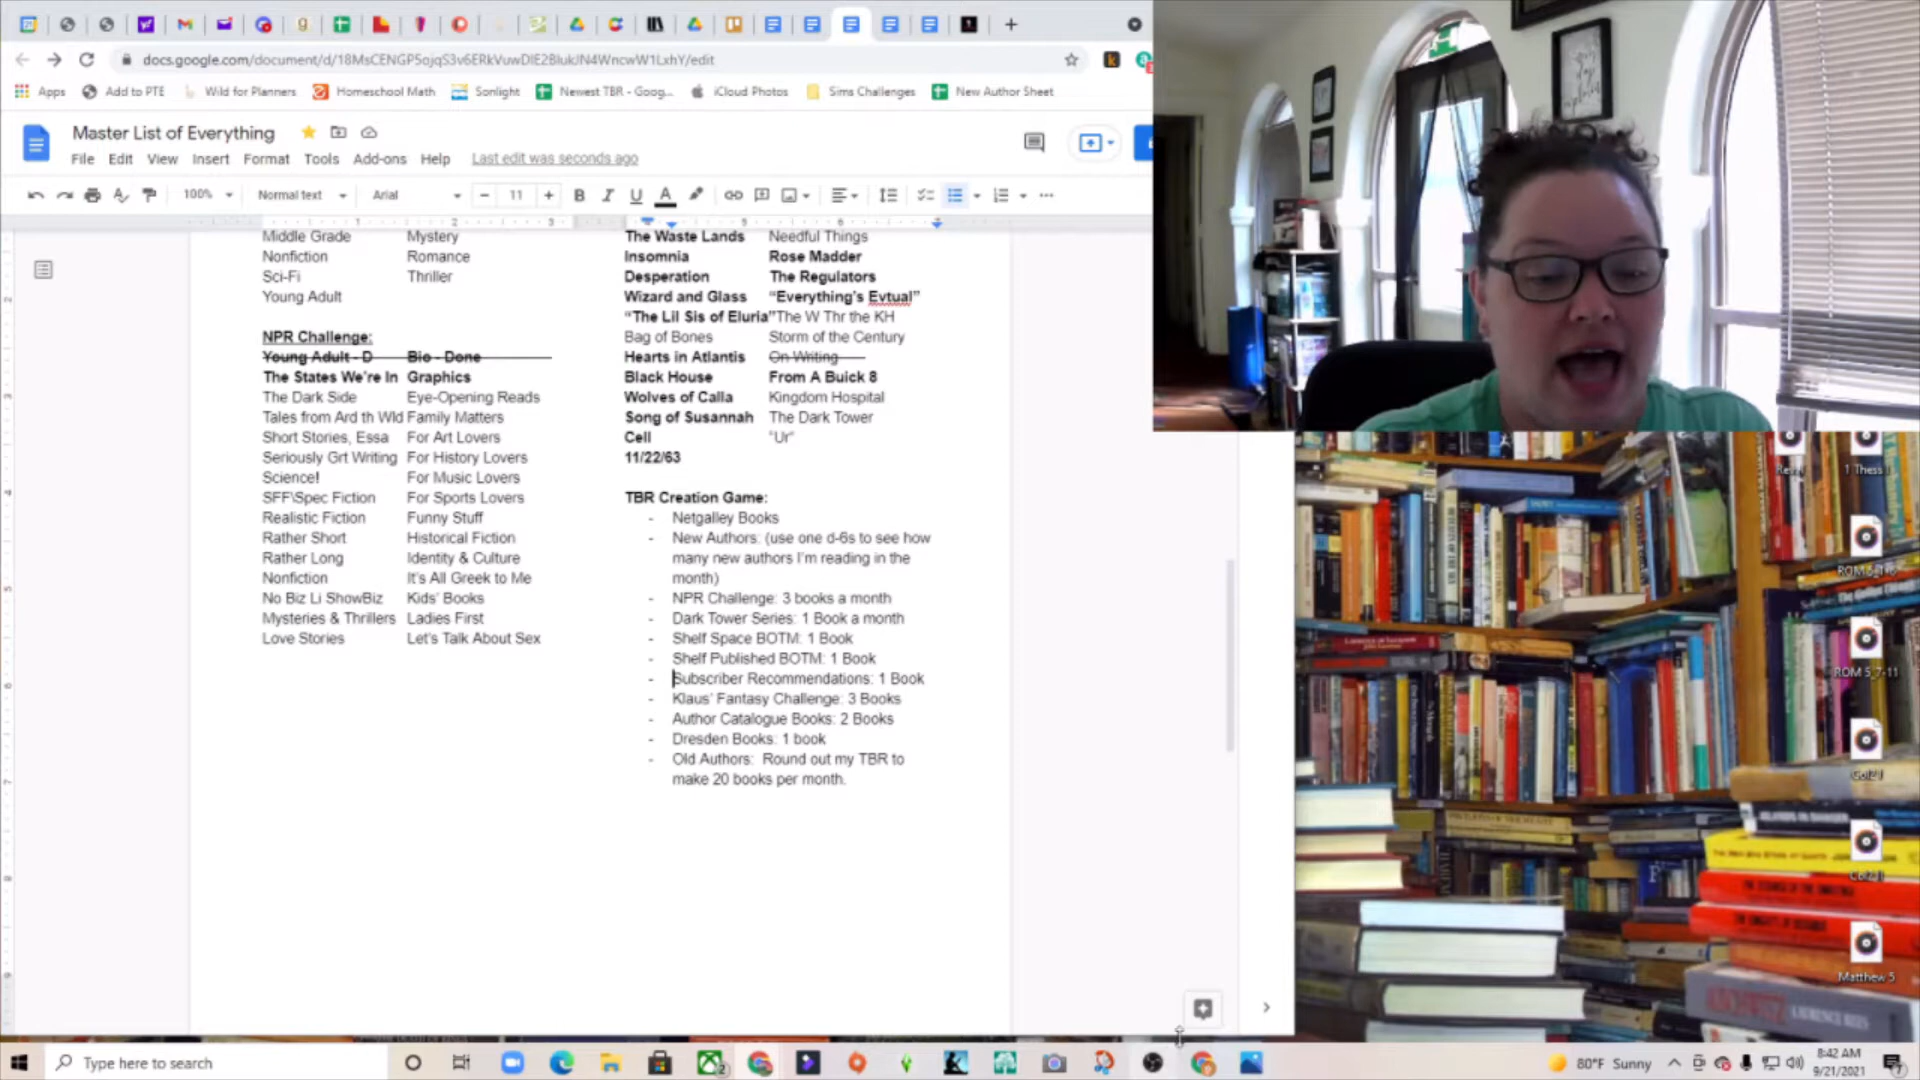 docs.google.com/document/d/18MsCENGP5ojqS3v6ERkVuwDlE2BlukJN4WncwW1LxhY/edit
Apps
Add to PTE
Wild for Planners
Homeschool Math
Sonlight
Newest TBR - Goog...
iCloud Photos
Sims Challenges
New Author Sheet
Master List of Everything
File Edit View Insert Format Tools Add-ons Help Last edit was seconds ago
100% Normal text Arial 11
Middle Grade Mystery
Nonfiction Romance
Sci-Fi Thriller
Young Adult
NPR Challenge:
Young Adult - D Bio - Done
The States We're In Graphics
The Dark Side Eye-Opening Reads
Tales from Ard th Wld Family Matters
Short Stories, Essa For Art Lovers
Seriously Grt Writing For History Lovers
Science! For Music Lovers
SFF\Spec Fiction For Sports Lovers
Realistic Fiction Funny Stuff
Rather Short Historical Fiction
Rather Long Identity & Culture
Nonfiction It's All Greek to Me
No Biz Li ShowBiz Kids' Books
Mysteries & Thrillers Ladies First
Love Stories Let's Talk About Sex
The Waste Lands Needful Things
Insomnia Rose Madder
Desperation The Regulators
Wizard and Glass "Everything's Evtual"
"The Lil Sis of Eluria" The W Thr the KH
Bag of Bones Storm of the Century
Hearts in Atlantis On Writing
Black House From A Buick 8
Wolves of Calla Kingdom Hospital
Song of Susannah The Dark Tower
Cell "Ur"
11/22/63
TBR Creation Game:
- Netgalley Books
- New Authors: (use one d-6s to see how
many new authors I'm reading in the
month)
- NPR Challenge: 3 books a month
- Dark Tower Series: 1 Book a month
- Shelf Space BOTM: 1 Book
- Shelf Published BOTM: 1 Book
- Subscriber Recommendations: 1 Book
- Klaus' Fantasy Challenge: 3 Books
- Author Catalogue Books: 2 Books
- Dresden Books: 1 book
- Old Authors: Round out my TBR to
make 20 books per month.
1 Thess
ROM 5_7-11
Matthew 5
Type here to search
80°F Sunny
8:42 AM
9/21/2021